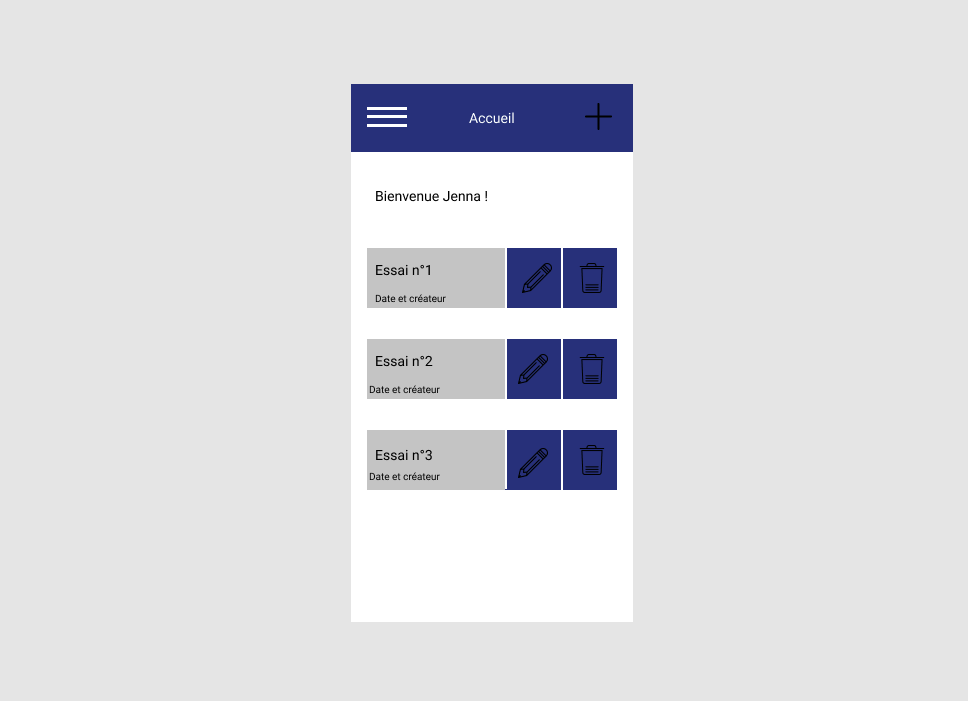 Accueil
Bienvenue Jenna !
Essai n°1
Date et créateur
Essai n°2
Date et créateur
Essai n°3
Date et créateur